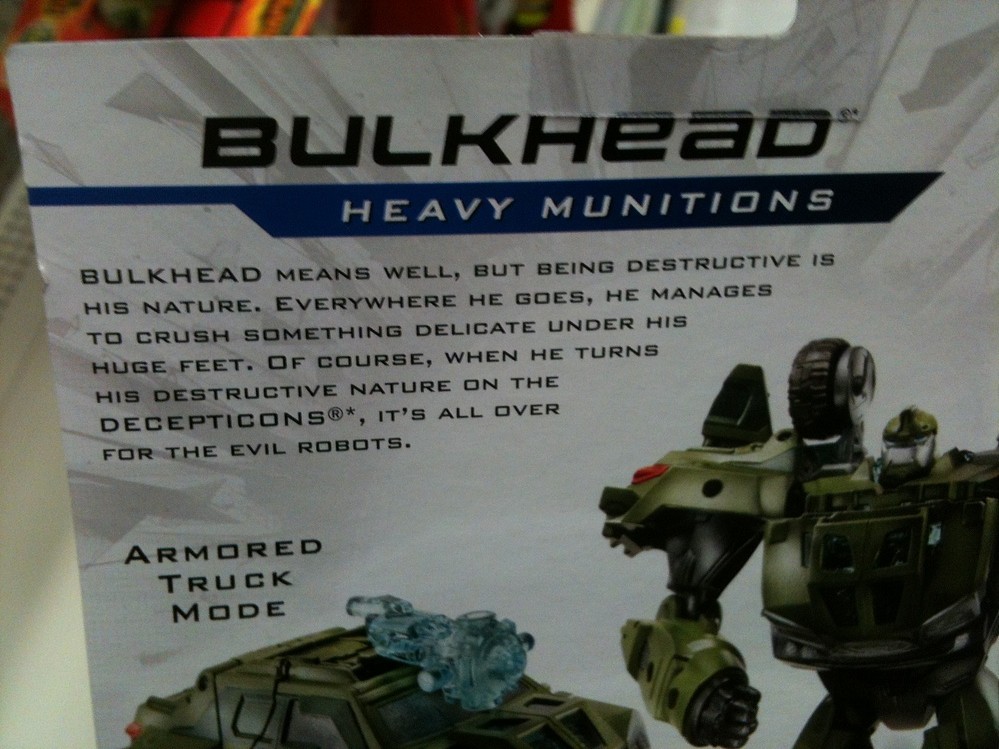 BULKHEAD
HEAVY MUNITIONS
BULKHEAD MEANS WELL, BUT BEING DESTRUCTIVE IS
HIS NATURE. EVERYWHERE HE GOES, HE MANAGES
TO CRUSH SOMETHING DELICATE UNDER HIS
HUGE FEET. OF COURSE, WHEN HE TURNS
HIS DESTRUCTIVE NATURE ON THE
DECEPTICONS®*, IT'S ALL OVER
FOR THE EVIL ROBOTS.
ARMORED
TRUCK
MODE